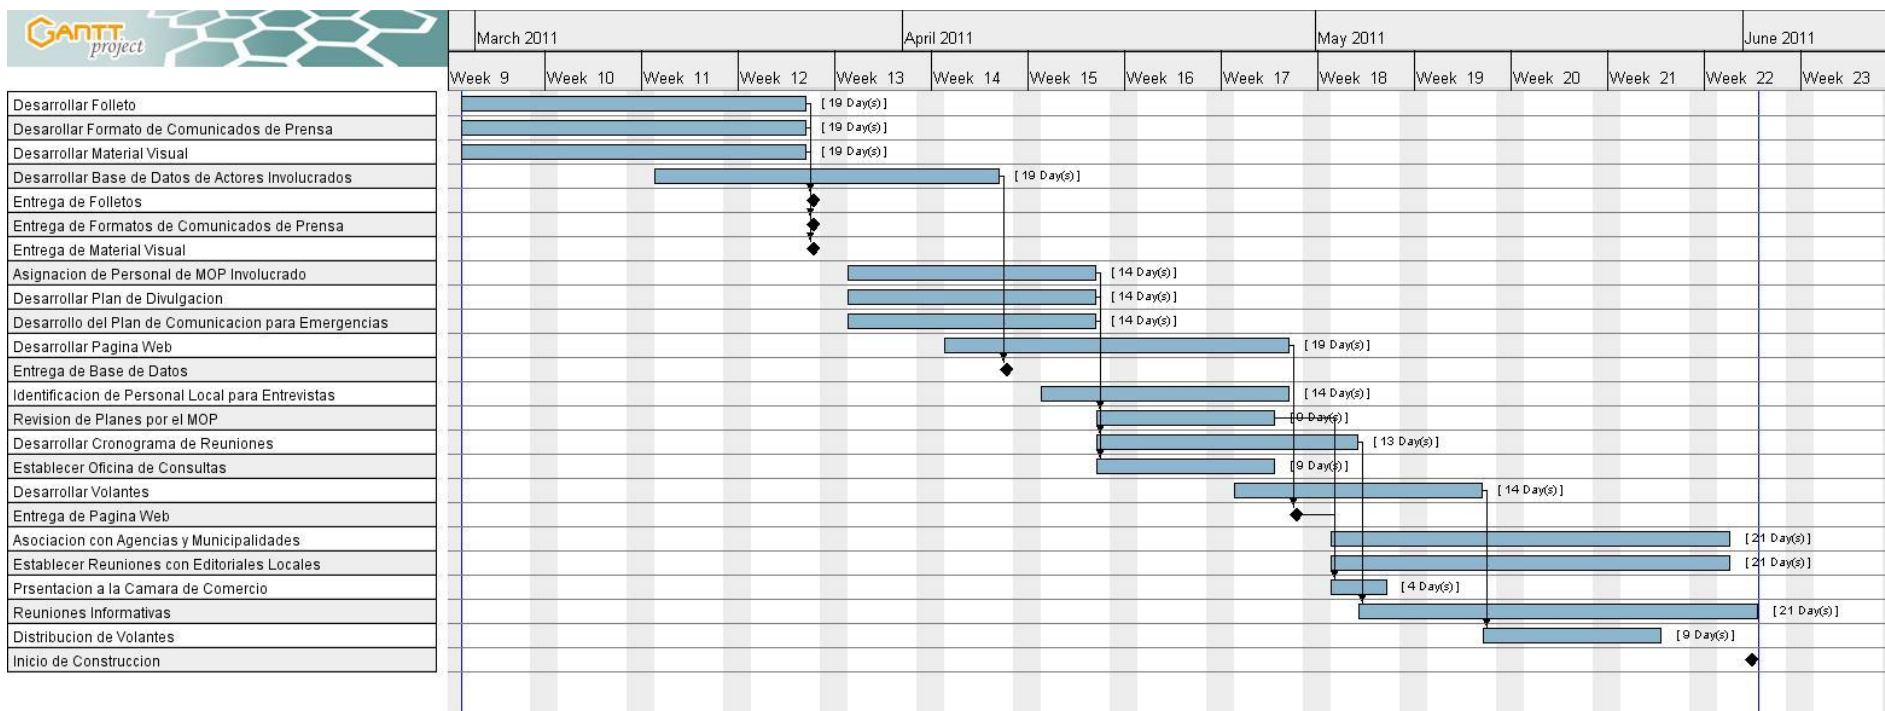 GANTT
project
March 2011 April 2011 May 2011 June 2011
Week 9 Week 10 Week 11 Week 12 Week 13 Week 14 Week 15 Week 16 Week 17 Week 18 Week 19 Week 20 Week 21 Week 22 Week 23
Desarrollar Folleto [ 19 Day(s) ]
Desarollar Formato de Comunicados de Prensa [ 19 Day(s) ]
Desarrollar Material Visual [ 19 Day(s) ]
Desarrollar Base de Datos de Actores Involucrados [ 19 Day(s) ]
Entrega de Folletos
Entrega de Formatos de Comunicados de Prensa
Entrega de Material Visual
Asignacion de Personal de MOP Involucrado [ 14 Day(s) ]
Desarrollar Plan de Divulgacion [ 14 Day(s) ]
Desarrollo del Plan de Comunicacion para Emergencias [ 14 Day(s) ]
Desarrollar Pagina Web [ 19 Day(s) ]
Entrega de Base de Datos
Identificacion de Personal Local para Entrevistas [ 14 Day(s) ]
Revision de Planes por el MOP Day(s) ]
Desarrollar Cronograma de Reuniones [ 13 Day(s) ]
Establecer Oficina de Consultas [ 9 Day(s) ]
Desarrollar Volantes [ 14 Day(s) ]
Entrega de Pagina Web
Asociacion con Agencias y Municipalidades [ 21 Day(s) ]
Establecer Reuniones con Editoriales Locales [ 21 Day(s) ]
Prsentacion a la Camara de Comercio [ 4 Day(s) ]
Reuniones Informativas [ 21 Day(s) ]
Distribucion de Volantes [ 9 Day(s) ]
Inicio de Construccion